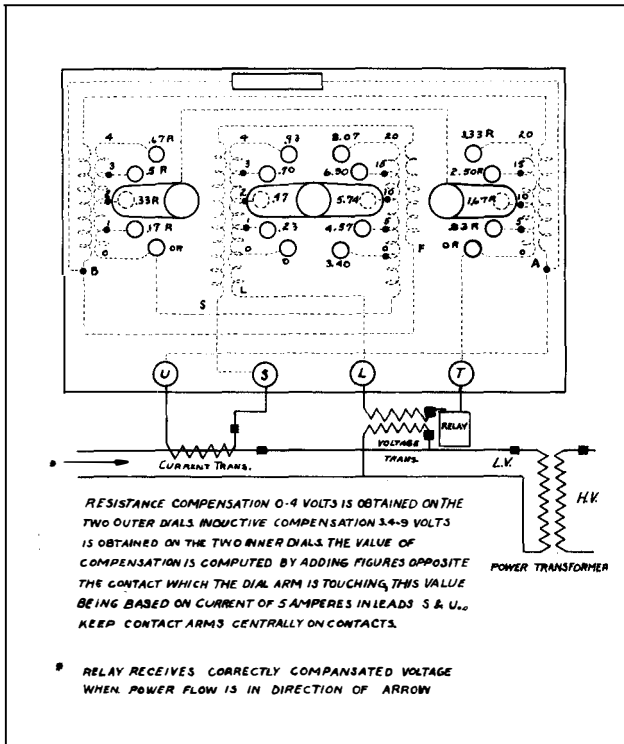 4 .67R 4 .93 8.07 20 3.33 R 20
3 .5R 3 .70 6.90 15 2.50R 15
2 .33R 2 .47 5.74 10 1.67R 10
1 .17R 1 .23 4.57 5 .83R 5
0 0R 0 0 3.40 0 0R
B S L F A
U S L T
RELAY
CURRENT TRANS.
VOLTAGE
TRANS.
L.V.
H.V.
POWER TRANSFORMER
RESISTANCE COMPENSATION 0-4 VOLTS IS OBTAINED ON THE
TWO OUTER DIALS. INDUCTIVE COMPENSATION 3.4-9 VOLTS
IS OBTAINED ON THE TWO INNER DIALS. THE VALUE OF
COMPENSATION IS COMPUTED BY ADDING FIGURES OPPOSITE
THE CONTACT WHICH THE DIAL ARM IS TOUCHING, THIS VALUE
BEING BASED ON CURRENT OF 5 AMPERES IN LEADS S & U.
KEEP CONTACT ARMS CENTRALLY ON CONTACTS.
* RELAY RECEIVES CORRECTLY COMPANSATED VOLTAGE
WHEN POWER FLOW IS IN DIRECTION OF ARROW